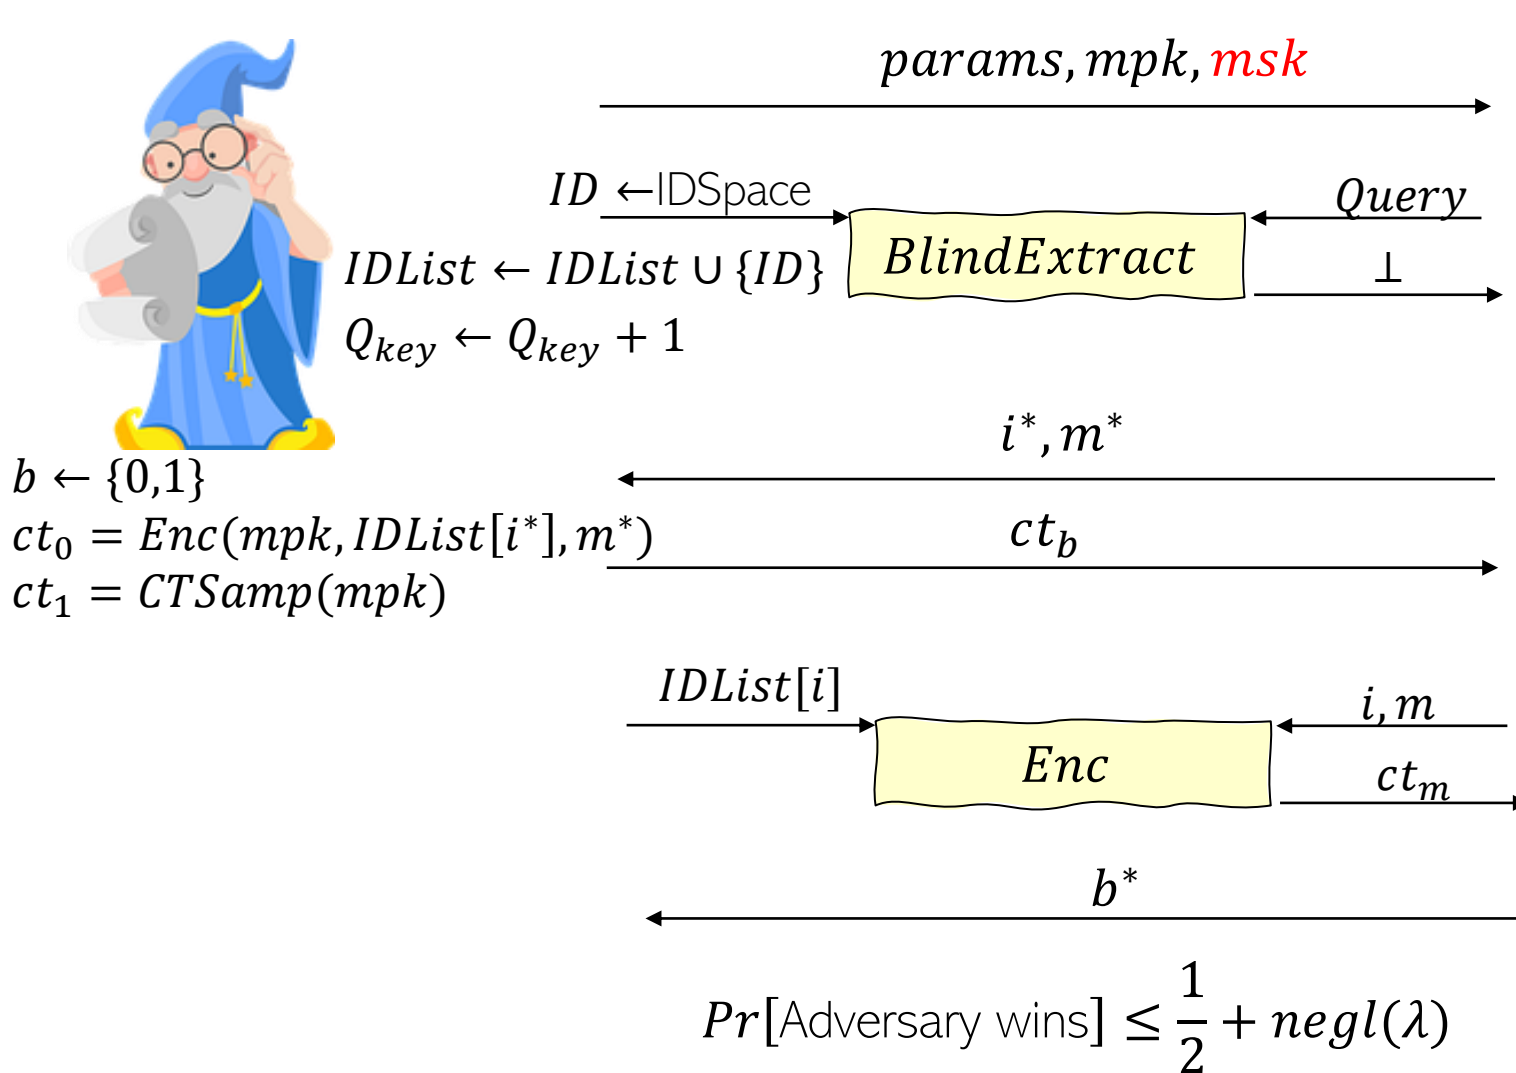 params, mpk, msk
ID ←IDSpace
Query
BlindExtract
⊥
IDList ← IDList ∪ {ID}
Q_key ← Q_key + 1
i*, m*
b ← {0,1}
ct_0 = Enc(mpk, IDList[i*], m*)
ct_b
ct_1 = CTSamp(mpk)
IDList[i]
i, m
Enc
ct_m
b*
Pr[Adversary wins] ≤ 1/2 + negl(λ)